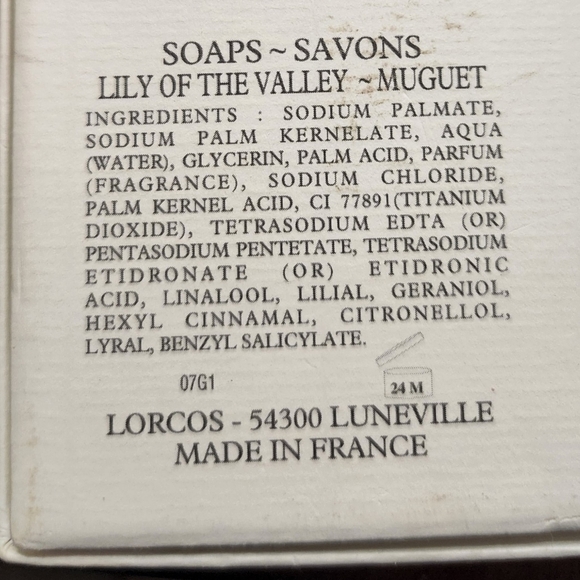 SOAPS ~ SAVONS
LILY OF THE VALLEY ~ MUGUET
INGREDIENTS : SODIUM PALMATE,
SODIUM PALM KERNELATE, AQUA
(WATER), GLYCERIN, PALM ACID, PARFUM
(FRAGRANCE), SODIUM CHLORIDE,
PALM KERNEL ACID, CI 77891(TITANIUM
DIOXIDE), TETRASODIUM EDTA (OR)
PENTASODIUM PENTETATE, TETRASODIUM
ETIDRONATE (OR) ETIDRONIC
ACID, LINALOOL, LILIAL, GERANIOL,
HEXYL CINNAMAL, CITRONELLOL,
LYRAL, BENZYL SALICYLATE.
07G1
24 M
LORCOS - 54300 LUNEVILLE
MADE IN FRANCE